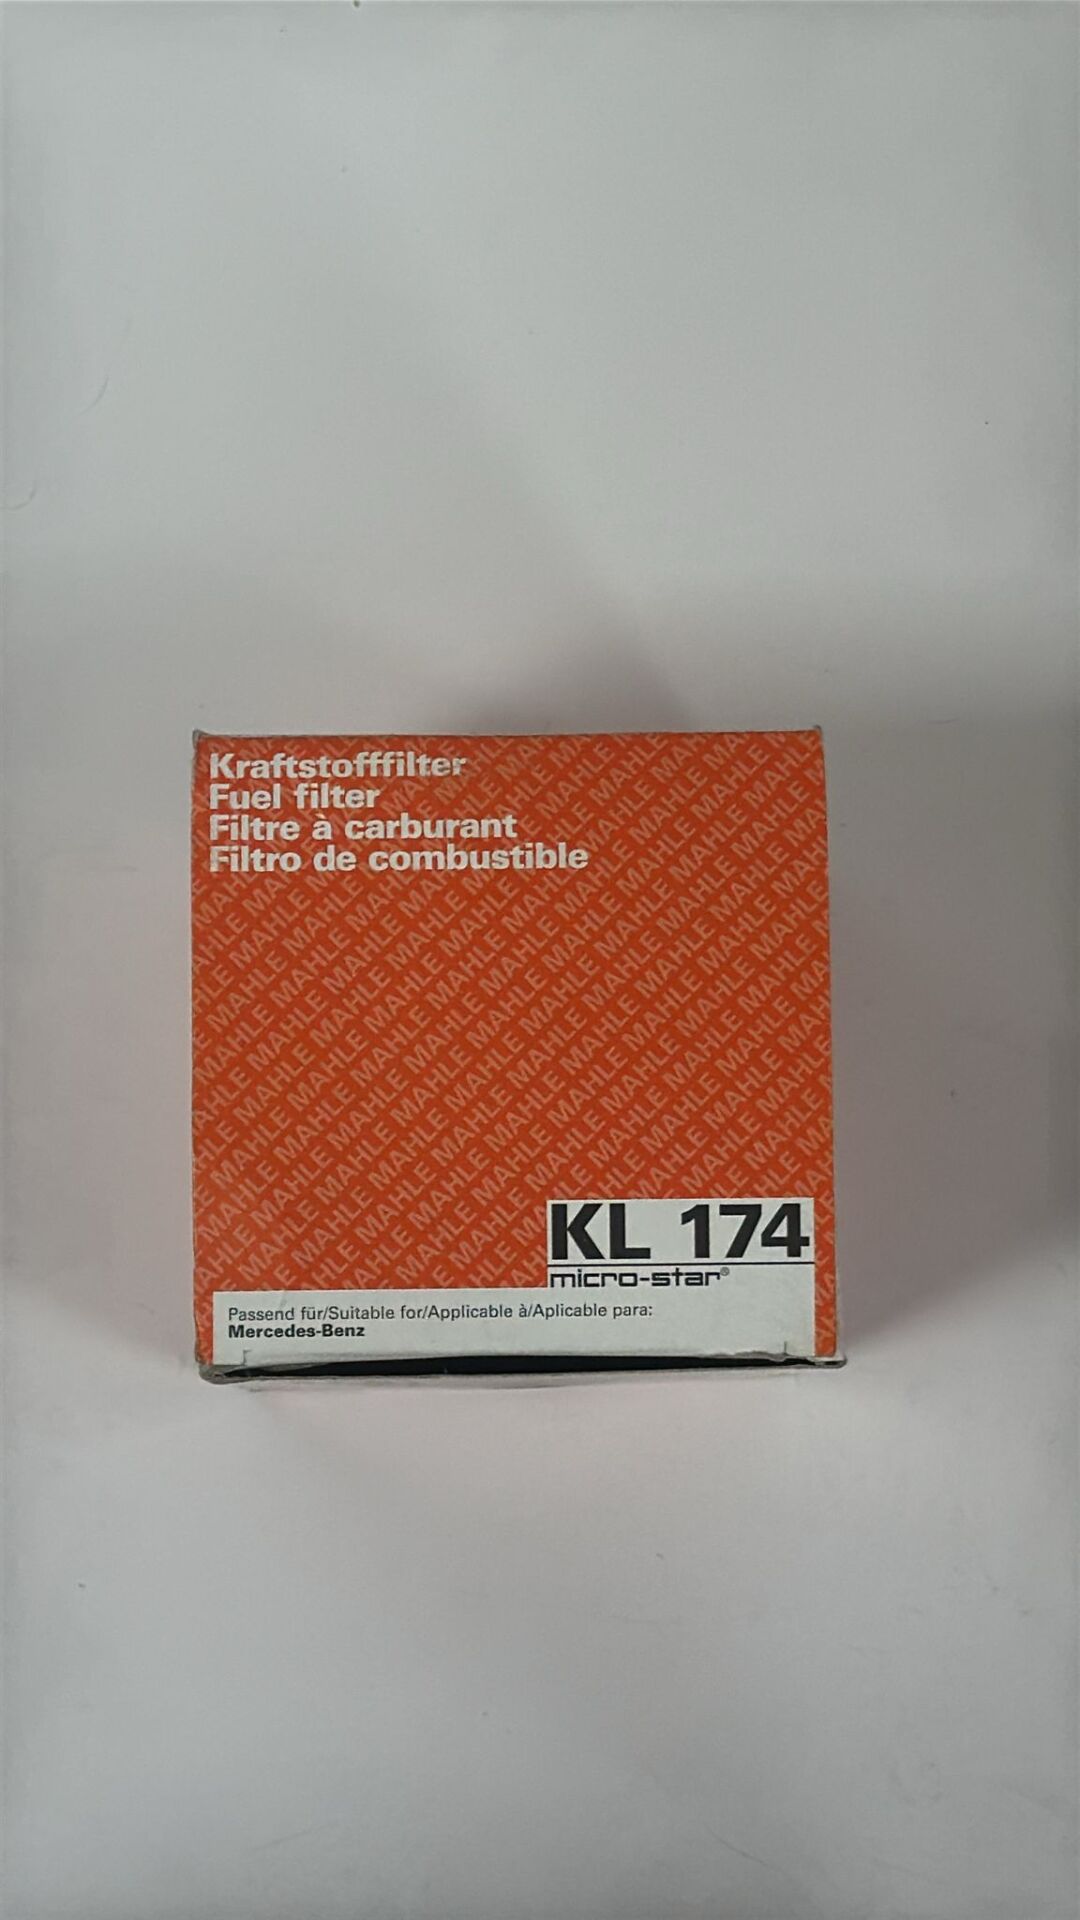 Kraftstofffilter
Fuel filter
Filtre à carburant
Filtro de combustible
KL 174
micro-star®
Passend für/Suitable for/Applicable à/Aplicable para:
Mercedes-Benz
MAHLE